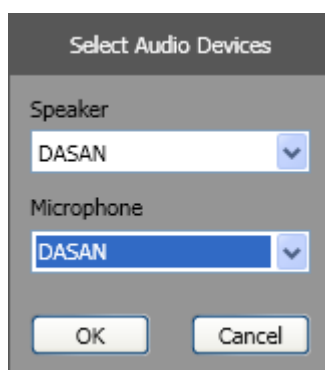 Select Audio Devices
Speaker
DASAN
Microphone
DASAN
OK Cancel